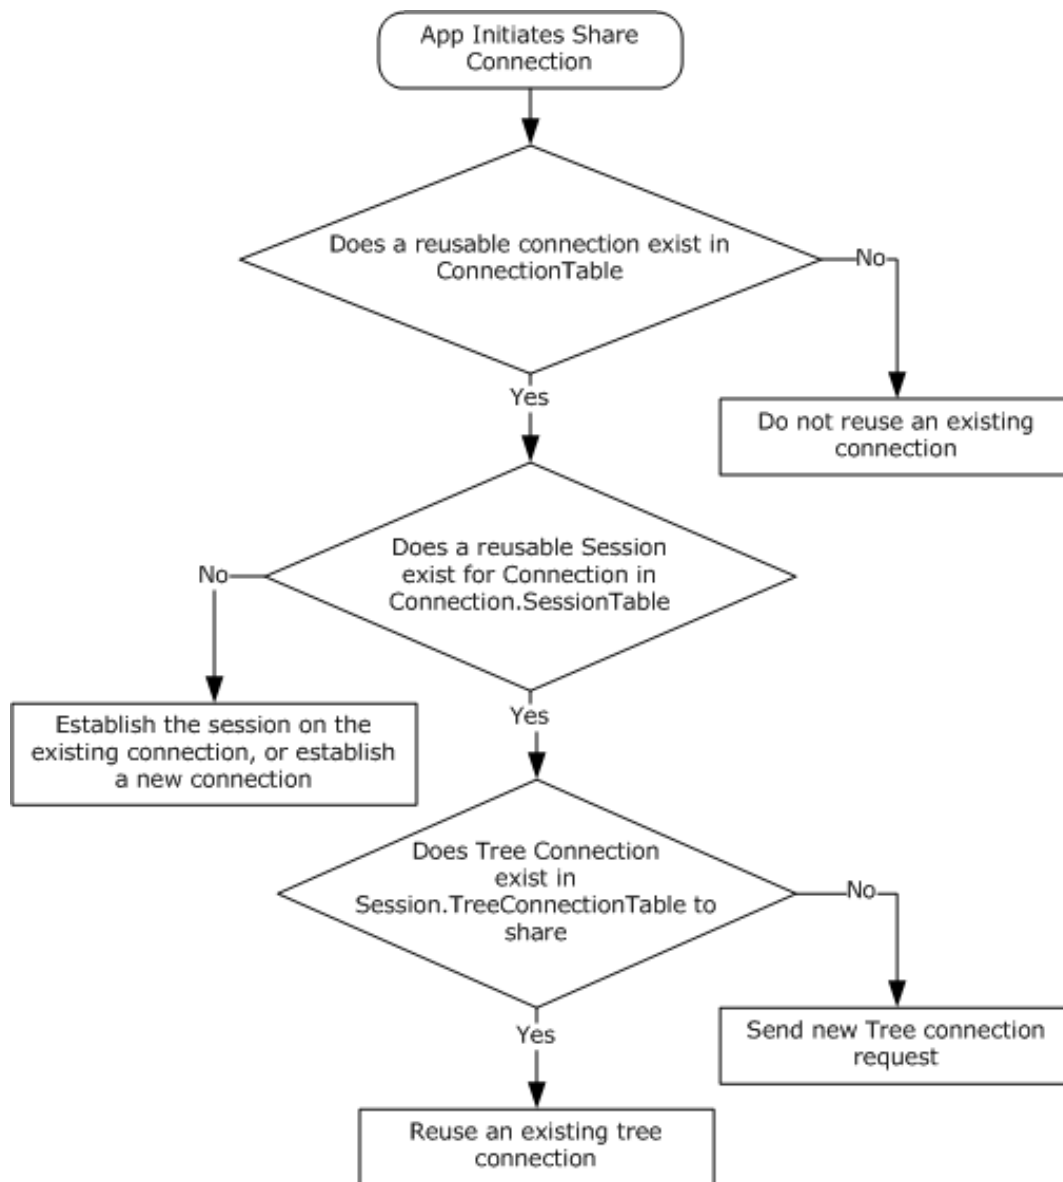 App Initiates Share
Connection
Does a reusable connection exist in
ConnectionTable
No
Yes
Do not reuse an existing
connection
Does a reusable Session
exist for Connection in
Connection.SessionTable
No
Yes
Establish the session on the
existing connection, or establish
a new connection
Does Tree Connection
exist in
Session.TreeConnectionTable to
share
No
Yes
Send new Tree connection
request
Reuse an existing tree
connection